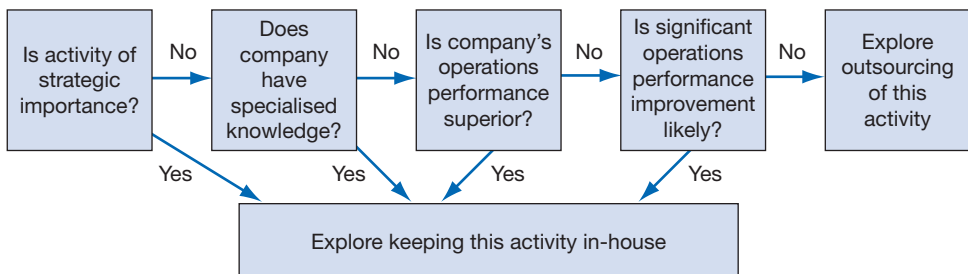 Is activity of
strategic
importance?
No
Does
company
have
specialised
knowledge?
No
Is company's
operations
performance
superior?
No
Is significant
operations
performance
improvement
likely?
No
Explore
outsourcing
of this
activity
Yes
Yes
Yes
Yes
Explore keeping this activity in-house